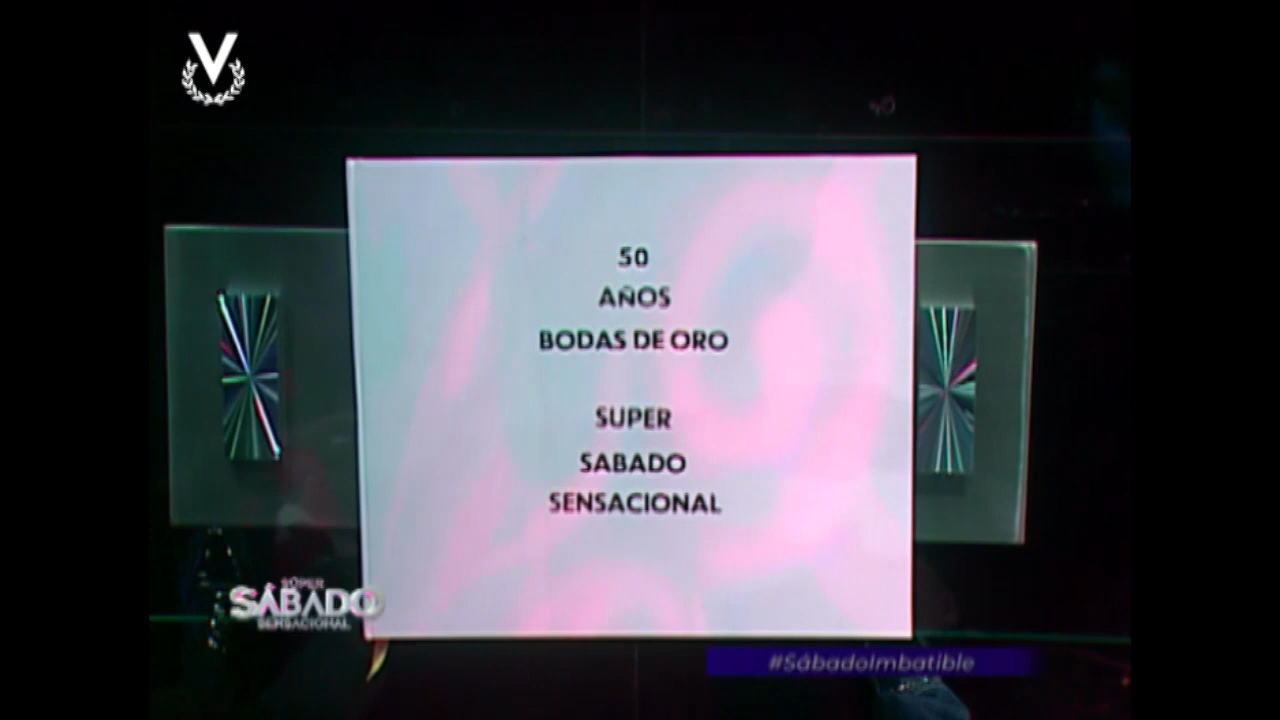 V
50
AÑOS
BODAS DE ORO
SUPER
SABADO
SENSACIONAL
SÚPER
SÁBADO
SENSACIONAL
#SábadoImbatible